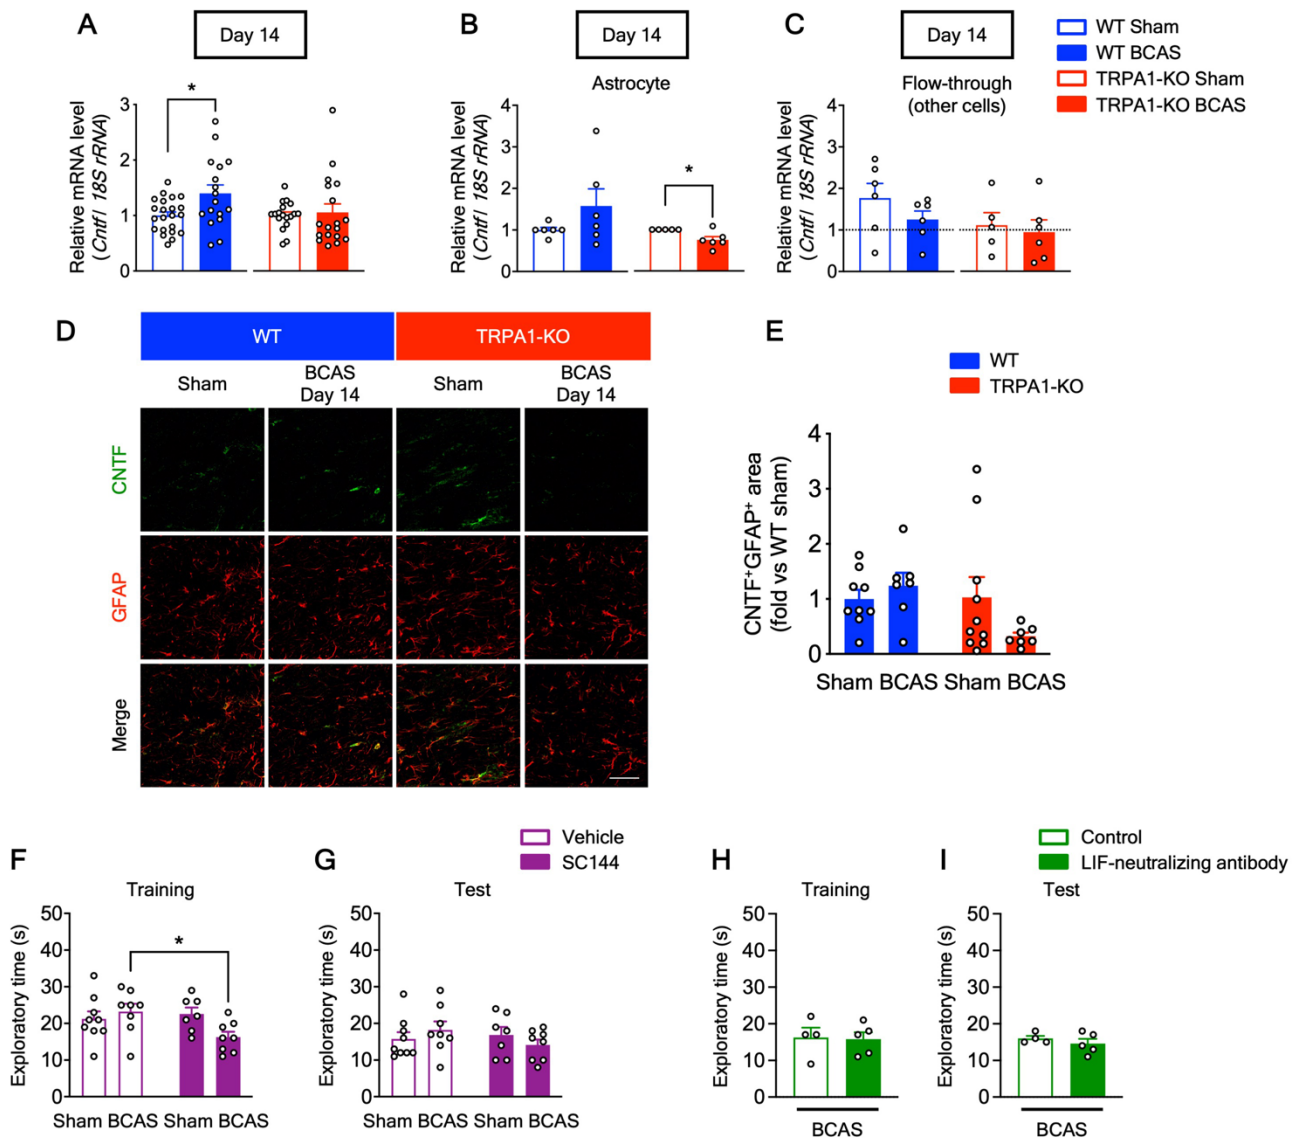 A
Day 14
B
Day 14
C
Day 14
WT Sham
WT BCAS
TRPA1-KO Sham
TRPA1-KO BCAS
Astrocyte
Flow-through
(other cells)
Relative mRNA level
(Cntf / 18S rRNA)
3
2
1
0
*
Relative mRNA level
(Cntf / 18S rRNA)
4
3
2
1
0
*
Relative mRNA level
(Cntf / 18S rRNA)
4
3
2
1
0
D
WT
TRPA1-KO
Sham
BCAS
Day 14
Sham
BCAS
Day 14
CNTF
GFAP
Merge
E
WT
TRPA1-KO
CNTF+GFAP+ area
(fold vs WT sham)
4
3
2
1
0
Sham BCAS Sham BCAS
Vehicle
SC144
F
Training
Exploratory time (s)
50
40
30
20
10
0
*
Sham BCAS Sham BCAS
G
Test
Exploratory time (s)
50
40
30
20
10
0
Sham BCAS Sham BCAS
Control
LIF-neutralizing antibody
H
Training
Exploratory time (s)
50
40
30
20
10
0
BCAS
I
Test
Exploratory time (s)
50
40
30
20
10
0
BCAS